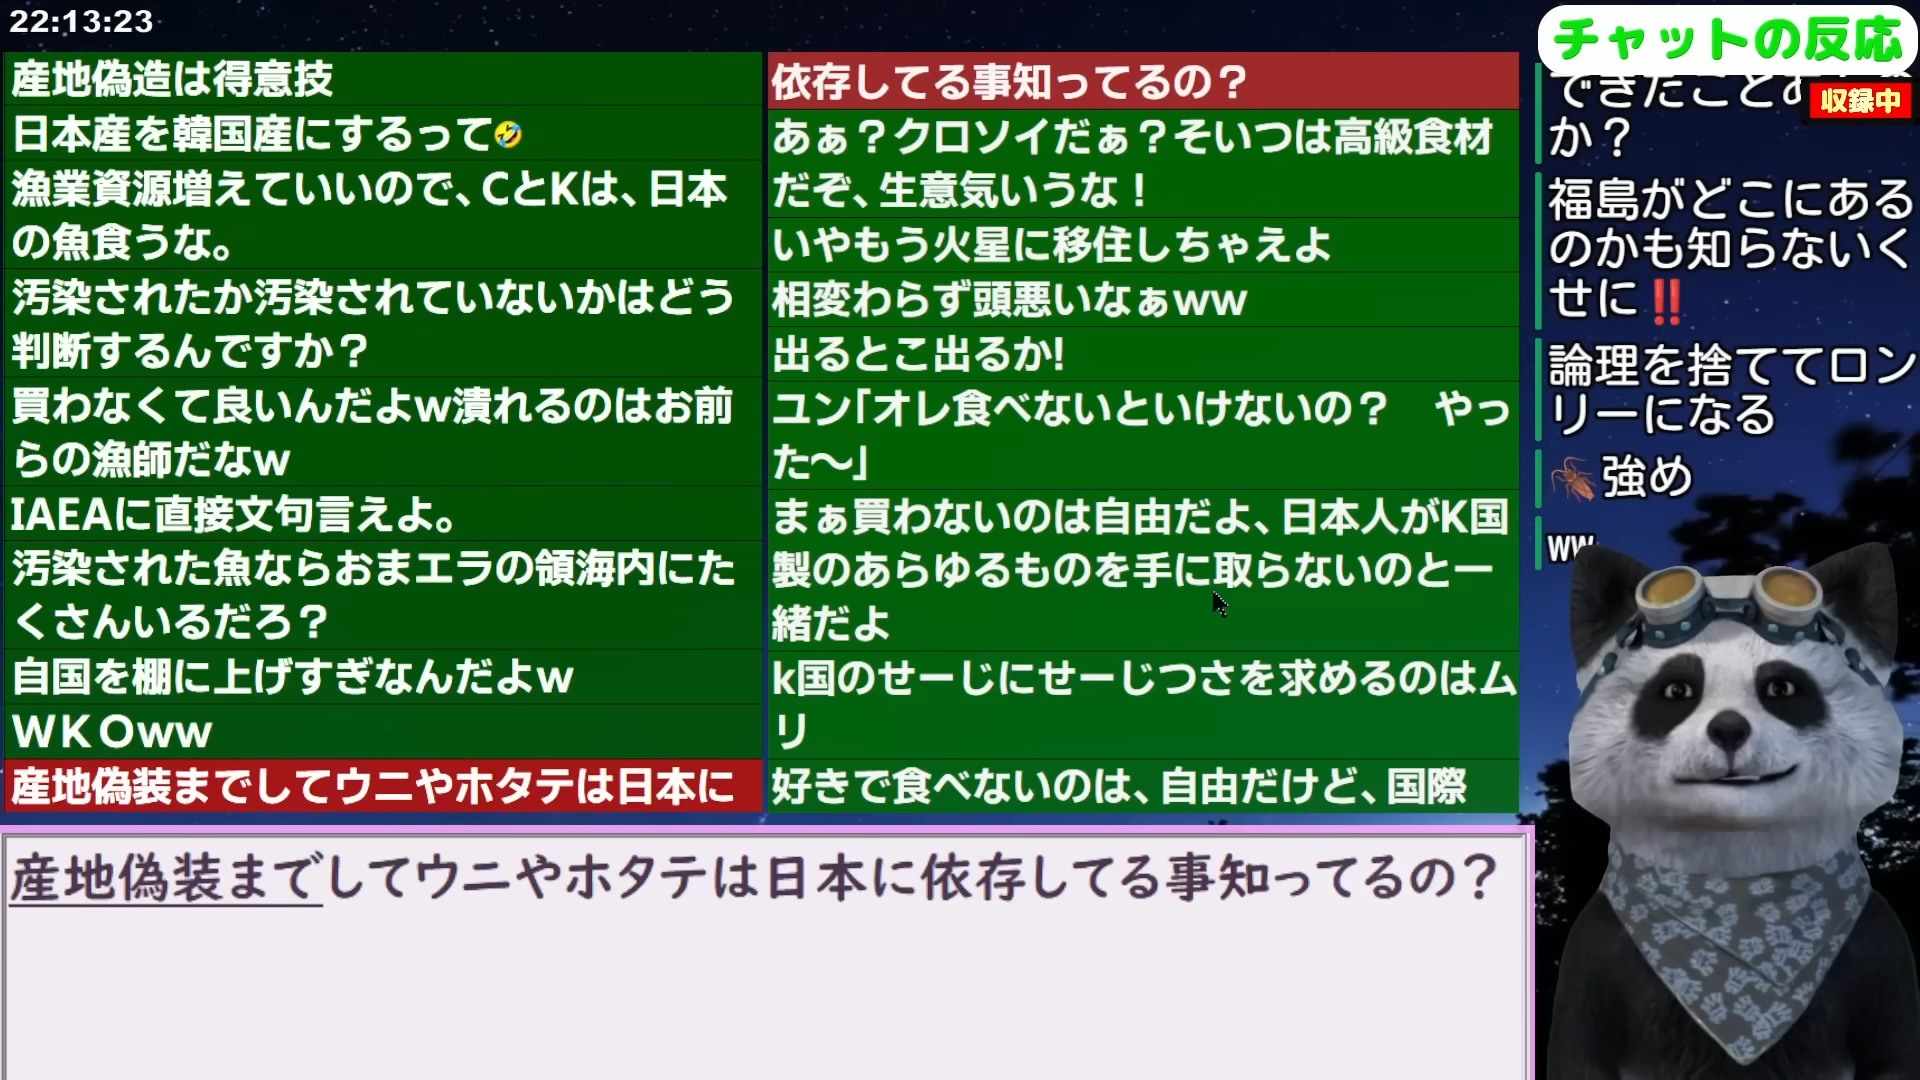 22:13:23
産地偽造は得意技
日本産を韓国産にするって🤣
漁業資源増えていいので、CとKは、日本
の魚食うな。
汚染されたか汚染されていないかはどう
判断するんですか?
買わなくて良いんだよw潰れるのはお前
らの漁師だなw
IAEAに直接文句言えよ。
汚染された魚ならおまエラの領海内にた
くさんいるだろ?
自国を棚に上げすぎなんだよw
WKOww
産地偽装までしてウニやホタテは日本に
依存してる事知ってるの?
あぁ?クロソイだぁ?そいつは高級食材
だぞ、生意気いうな!
いやもう火星に移住しちゃえよ
相変わらず頭悪いなぁww
出るとこ出るか!
ユン「オレ食べないといけないの? やっ
た〜」
まぁ買わないのは自由だよ、日本人がK国
製のあらゆるものを手に取らないのと一
緒だよ
k国のせーじにせーじつさを求めるのはム
リ
好きで食べないのは、自由だけど、国際
チャットの反応
収録中
できたこと
か?
福島がどこにある
のかも知らないく
せに‼️
論理を捨ててロン
リーになる
🪳強め
ww
産地偽装までしてウニやホタテは日本に依存してる事知ってるの?